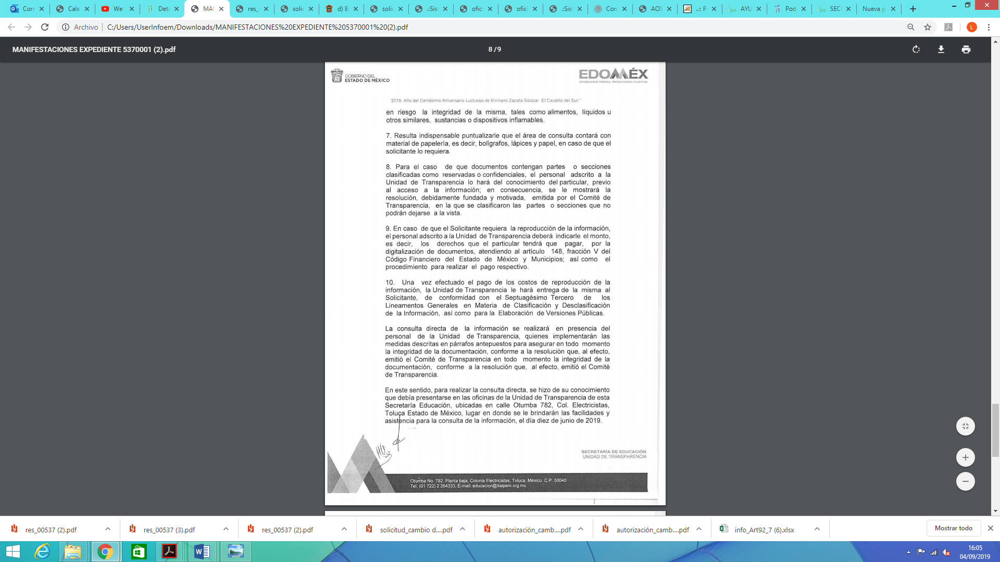 Corr
Cale
We
Deta
MAN
res_
solic
d) B
solic
.:Sist
ofici
ofici
.:Sist
Con
AOS
..:: P
AYU
Pod
SECI
Nueva p
Archivo
C:/Users/UserInfoem/Downloads/MANIFESTACIONES%20EXPEDIENTE%205370001%20(2).pdf
L
MANIFESTACIONES EXPEDIENTE 5370001 (2).pdf
8 / 9
GOBIERNO DEL
ESTADO DE MÉXICO
EDOMÉX
DECISIONES FIRMES, RESULTADOS FUERTES
"2019. Año del Centésimo Aniversario Luctuoso de Emiliano Zapata Salazar. El Caudillo del Sur."
en riesgo la integridad de la misma, tales como alimentos, líquidos u
otros similares, sustancias o dispositivos inflamables.
7. Resulta indispensable puntualizarle que el área de consulta contará con
material de papelería, es decir, bolígrafos, lápices y papel, en caso de que el
solicitante lo requiera.
8. Para el caso de que documentos contengan partes o secciones
clasificadas como reservadas o confidenciales, el personal adscrito a la
Unidad de Transparencia lo hará del conocimiento del particular, previo
al acceso a la información; en consecuencia, se le mostrará la
resolución, debidamente fundada y motivada, emitida por el Comité de
Transparencia, en la que se clasificaron las partes o secciones que no
podrán dejarse a la vista.
9. En caso de que el Solicitante requiera la reproducción de la información,
el personal adscrito a la Unidad de Transparencia deberá indicarle el monto,
es decir, los derechos que el particular tendrá que pagar, por la
digitalización de documentos, atendiendo al artículo 148, fracción V del
Código Financiero del Estado de México y Municipios; así como el
procedimiento para realizar el pago respectivo.
10. Una vez efectuado el pago de los costos de reproducción de la
información, la Unidad de Transparencia le hará entrega de la misma al
Solicitante, de conformidad con el Septuagésimo Tercero de los
Lineamentos Generales en Materia de Clasificación y Desclasificación
de la Información, así como para la Elaboración de Versiones Públicas.
La consulta directa de la información se realizará en presencia del
personal de la Unidad de Transparencia, quienes implementarán las
medidas descritas en párrafos antepuestos para asegurar en todo momento
la integridad de la documentación, conforme a la resolución que, al efecto,
emitió el Comité de Transparencia en todo momento la integridad de la
documentación, conforme a la resolución que, al efecto, emitió el Comité
de Transparencia.
En este sentido, para realizar la consulta directa, se hizo de su conocimiento
que debía presentarse en las oficinas de la Unidad de Transparencia de esta
Secretaría Educación, ubicadas en calle Otumba 782, Col. Electricistas,
Toluca Estado de México, lugar en donde se le brindarán las facilidades y
asistencia para la consulta de la información, el día diez de junio de 2019.
SECRETARÍA DE EDUCACIÓN
UNIDAD DE TRANSPARENCIA
Otumba No. 782, Planta baja, Colonia Electricistas, Toluca, México. C.P. 50040
Tel. (01 722) 2 264333, E-mail: educacion@itaipem.org.mx
res_00537 (2).pdf
res_00537 (3).pdf
res_00537 (2).pdf
solicitud_cambio d....pdf
autorización_camb....pdf
autorización_camb....pdf
info_Art92_7 (6).xlsx
Mostrar todo
16:05
04/09/2019